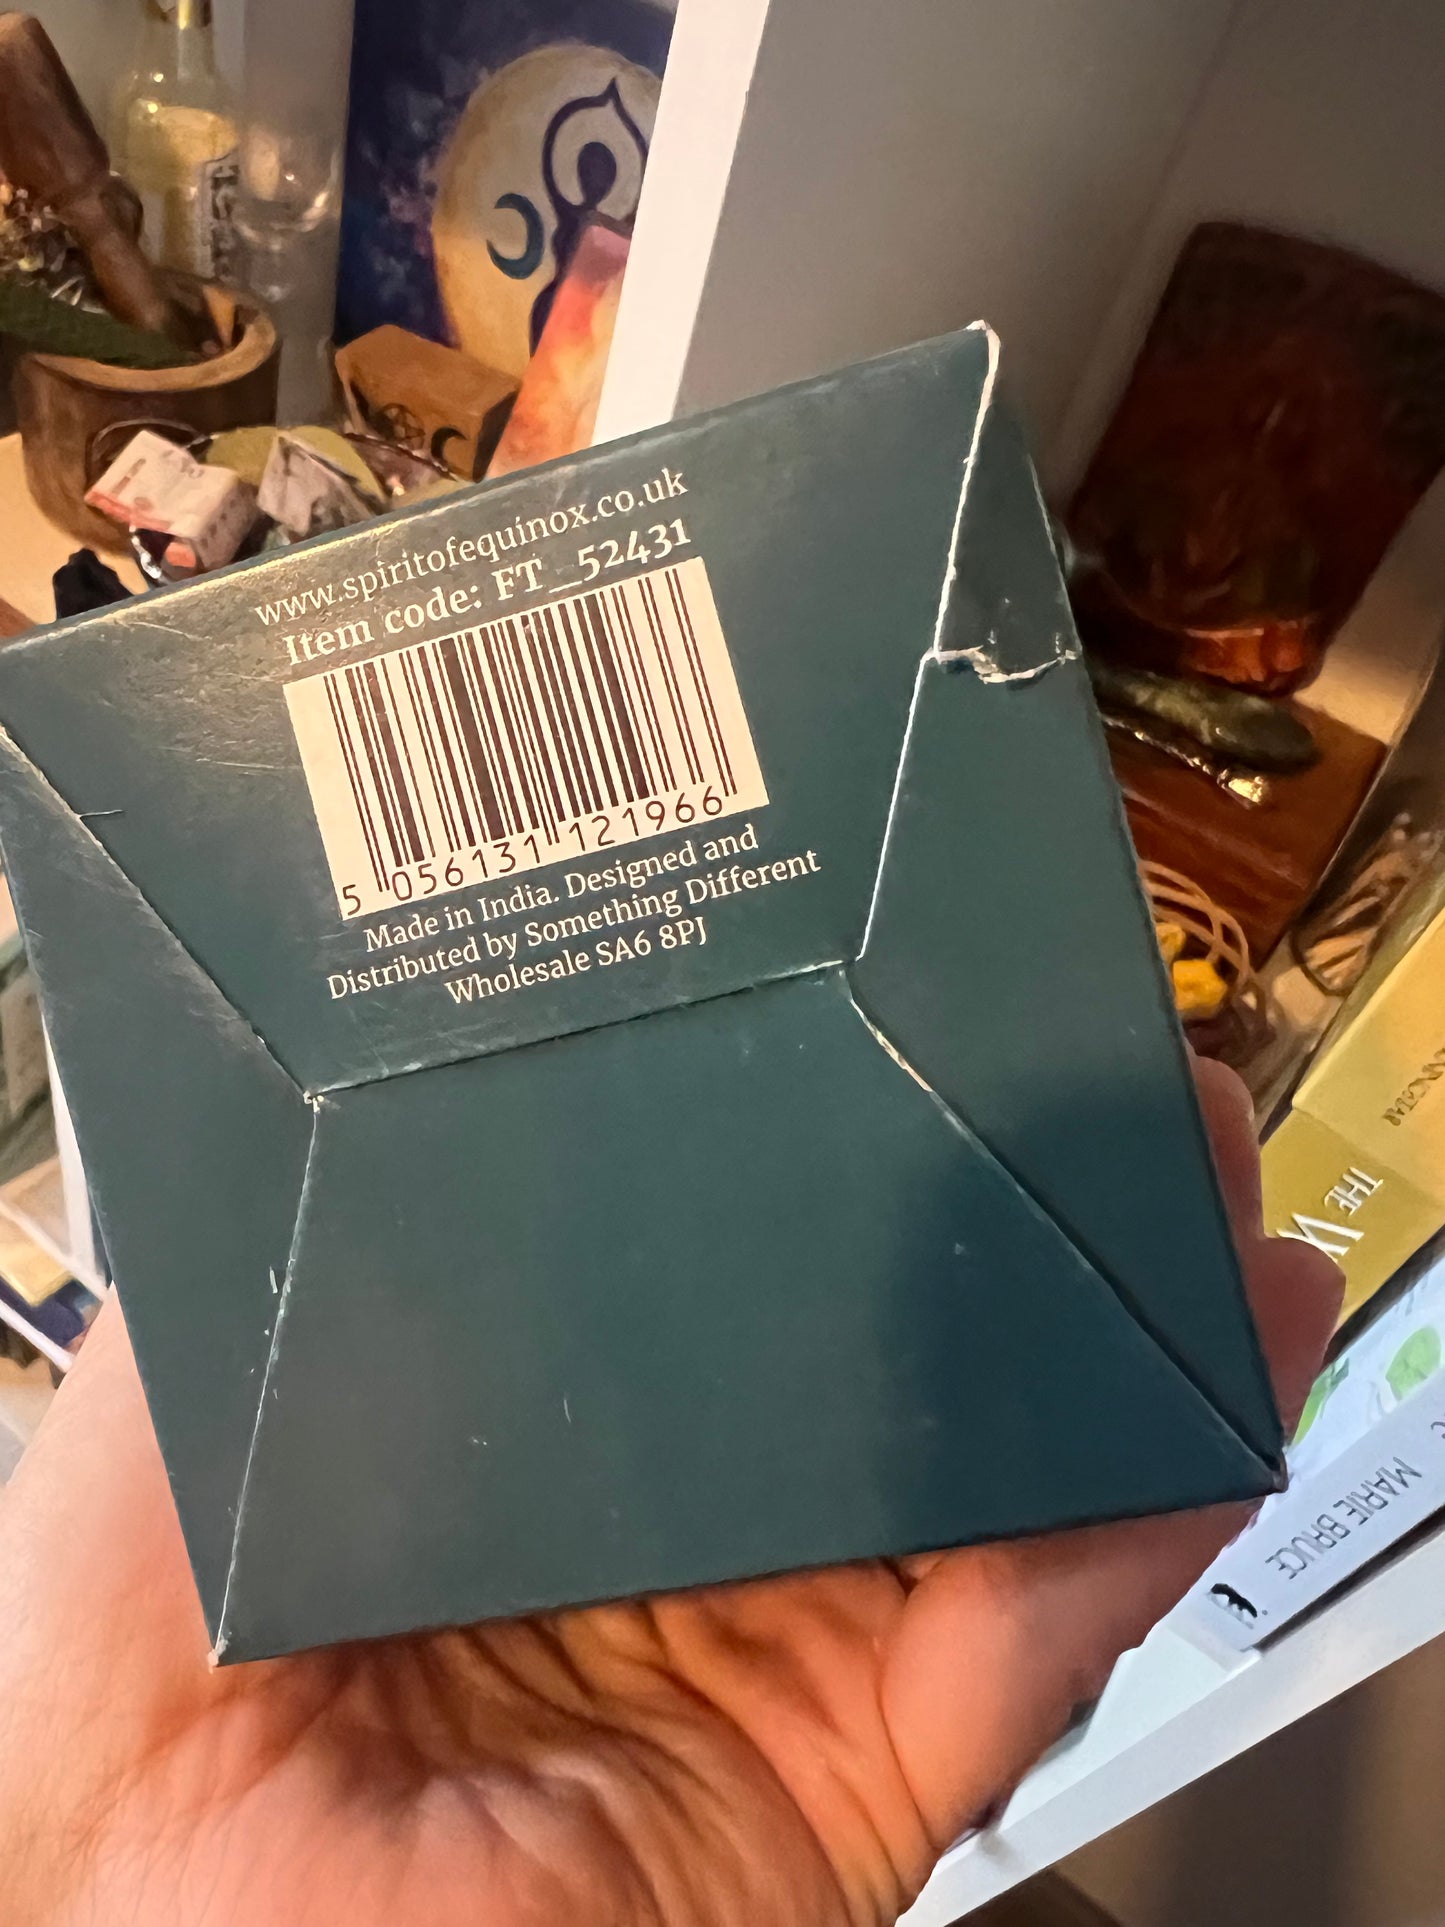 www.spiritofequinox.co.uk
Item code: FT_52431
5 056131 121966
Made in India. Designed and
Distributed by Something Different
Wholesale SA6 8PJ
THE
MARIE BRUCE